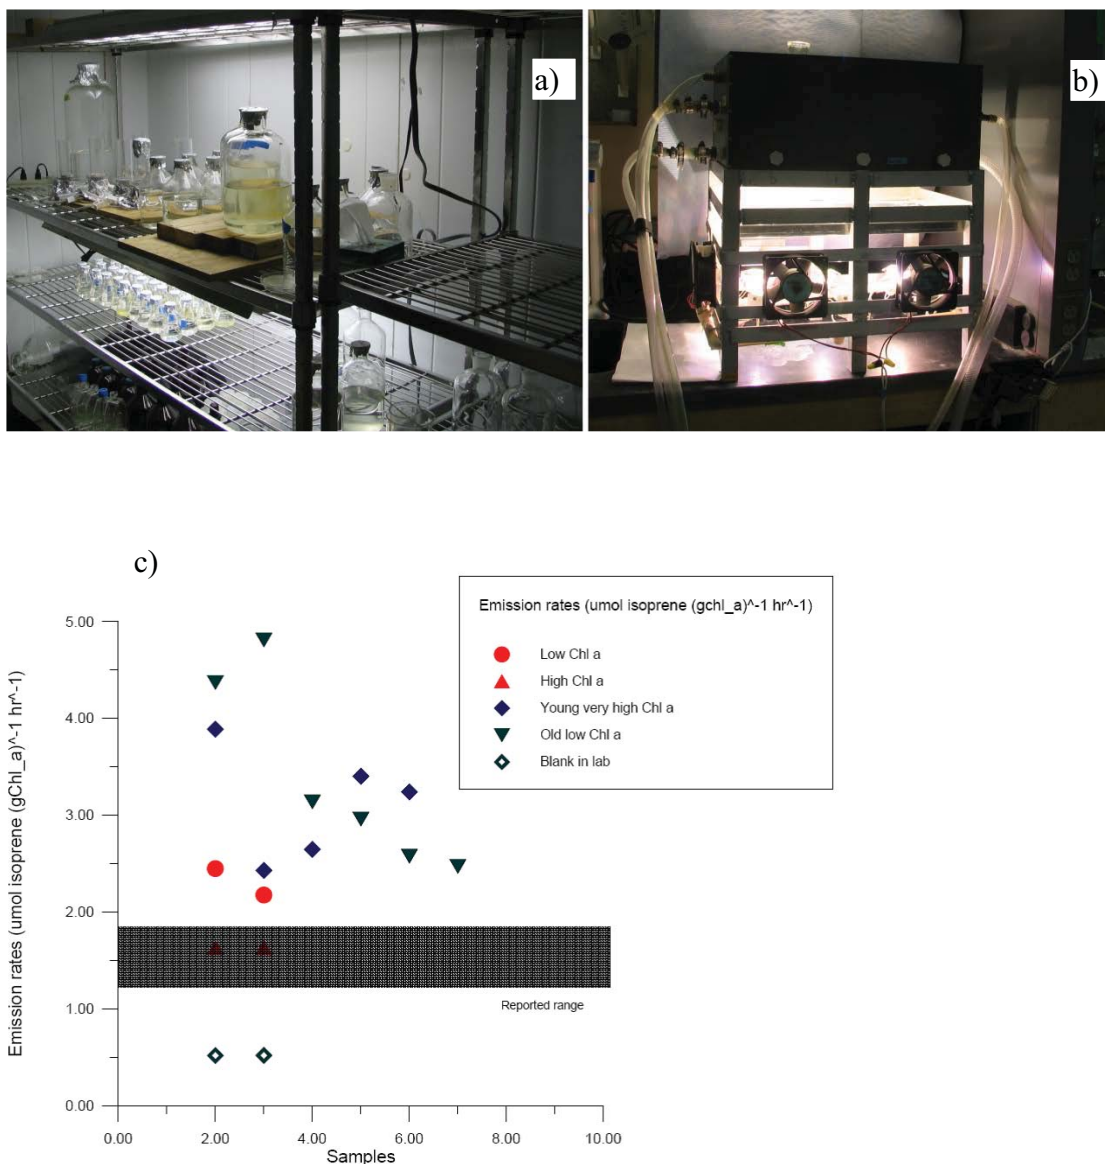 a)
b)
c)
Emission rates (umol isoprene (gchl_a)^-1 hr^-1)
Low Chl a
High Chl a
Young very high Chl a
Old low Chl a
Blank in lab
Emission rates (umol isoprene (gChl_a)^-1 hr^-1)
5.00
4.00
3.00
2.00
1.00
0.00
Reported range
0.00 2.00 4.00 6.00 8.00 10.00
Samples